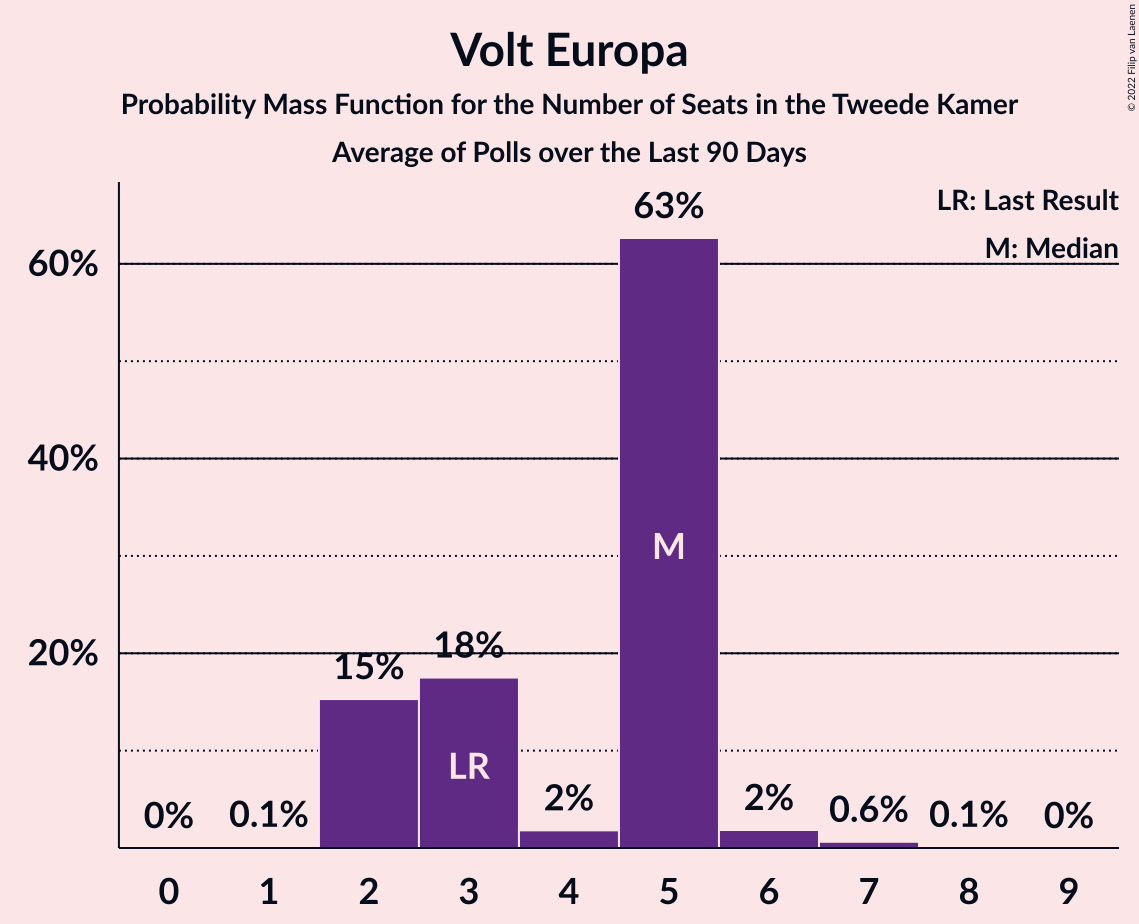 Volt Europa
Probability Mass Function for the Number of Seats in the Tweede Kamer
Average of Polls over the Last 90 Days
© 2022 Filip van Laenen
LR: Last Result
M: Median
60%
40%
20%
0%
0.1%
15%
18%
2%
63%
2%
0.6%
0.1%
0%
LR
M
0 1 2 3 4 5 6 7 8 9